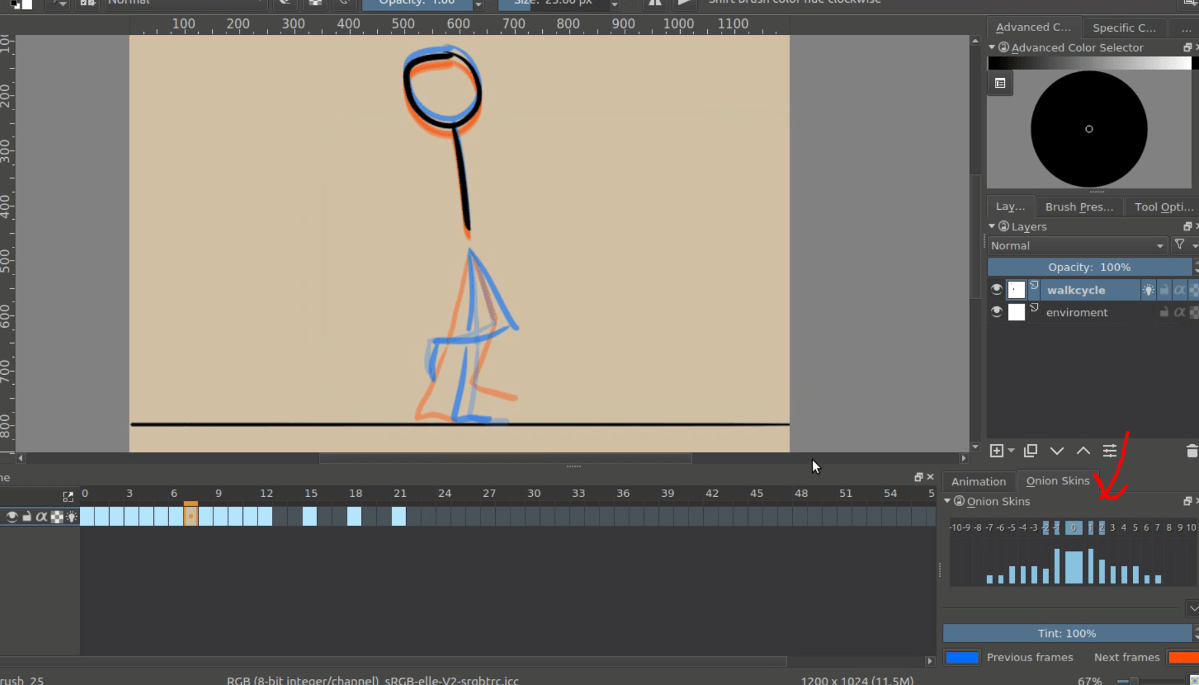 Normal Opacity: 1.00 Size: 25.00 px Shift brush color hue clockwise
100 200 300 400 500 600 700 800 900 1000 1100
200
300
400
500
600
700
800
Advanced C... Specific C... ...
Advanced Color Selector
Lay... Brush Pres... Tool Opti...
Layers
Normal
Opacity: 100%
walkcycle
enviroment
Animation Onion Skins
Onion Skins
-10-9 -8 -7 -6 -5 -4 -3 -2 -1 0 1 2 3 4 5 6 7 8 9 10
Tint: 100%
Previous frames Next frames
0 3 6 9 12 15 18 21 24 27 30 33 36 39 42 45 48 51 54 5
RGB (8-bit integer/channel) sRGB-elle-V2-srgbtrc.icc 1200 x 1024 (11.5M) 67%